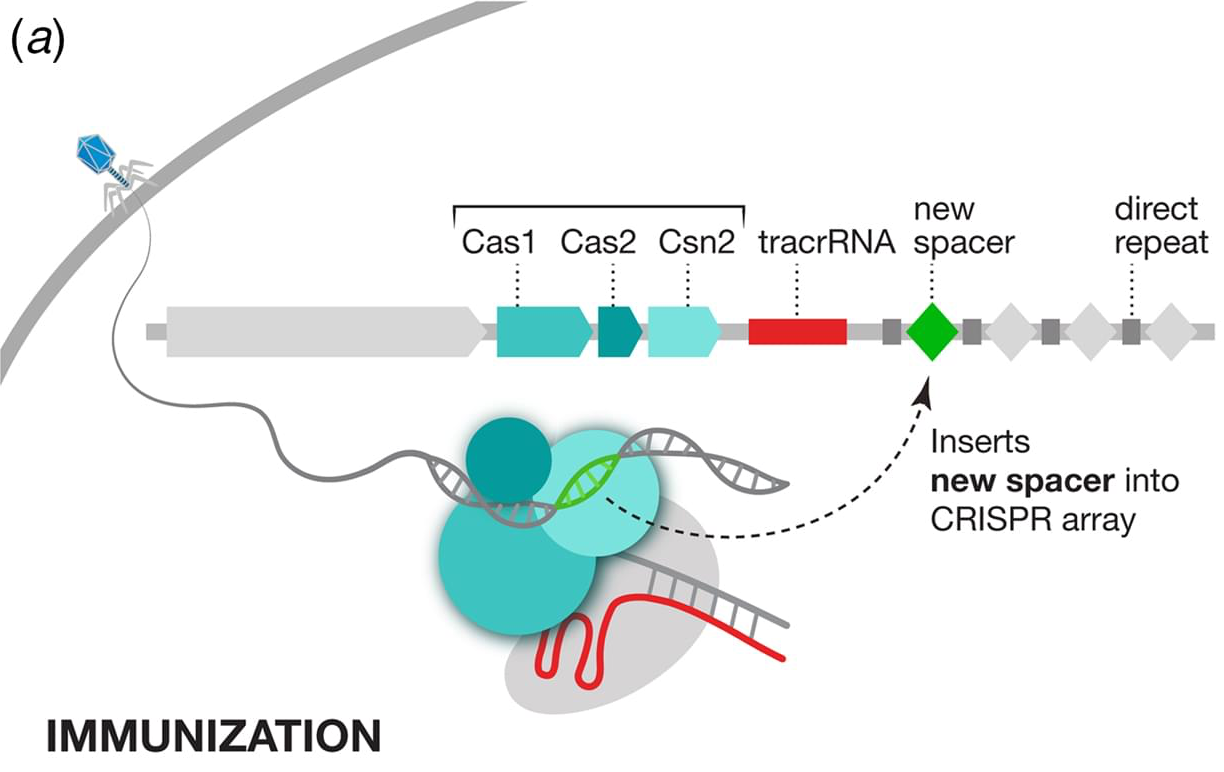 (a)
new
spacer
direct
repeat
Cas1 Cas2 Csn2 tracrRNA
Inserts
new spacer into
CRISPR array
IMMUNIZATION